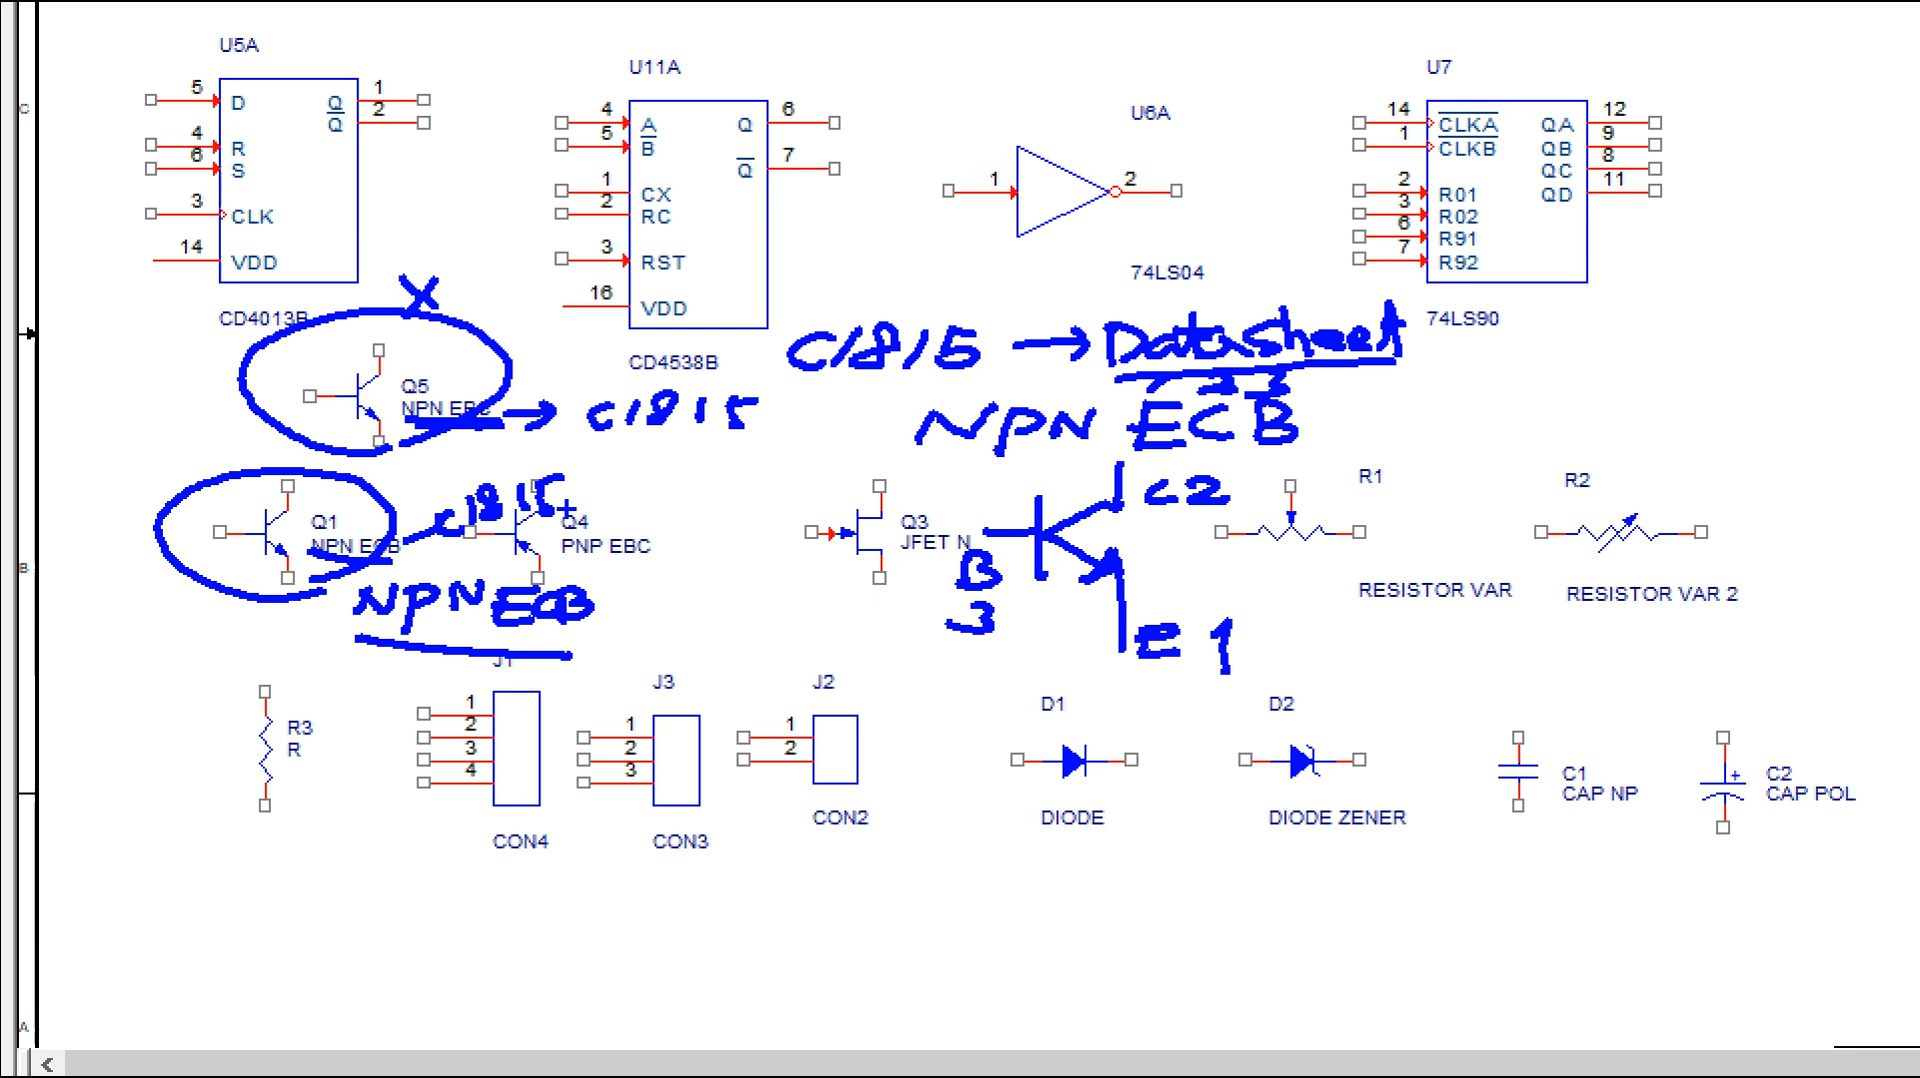 U5A
5 D Q 1
Q 2
4 R
6 S
3 CLK
14 VDD
CD4013B
U11A
4 A Q 6
5 B
Q 7
1 CX
2 RC
3 RST
16 VDD
CD4538B
U6A
1 2
74LS04
U7
14 CLKA QA 12
1 CLKB QB 9
QC 8
2 R01 QD 11
3 R02
6 R91
7 R92
74LS90
X
C1815 → Datasheet
1 2 3
NPN ECB
Q5
NPN EBC → C1815
Q1
NPN ECB
C1815
NPN ECB
Q4
PNP EBC
Q3
JFET N
C2
B
3
E 1
R1
RESISTOR VAR
R2
RESISTOR VAR 2
R3
R
J1
1
2
3
4
CON4
J3
1
2
3
CON3
J2
1
2
CON2
D1
DIODE
D2
DIODE ZENER
C1
CAP NP
+ C2
CAP POL
C
B
A